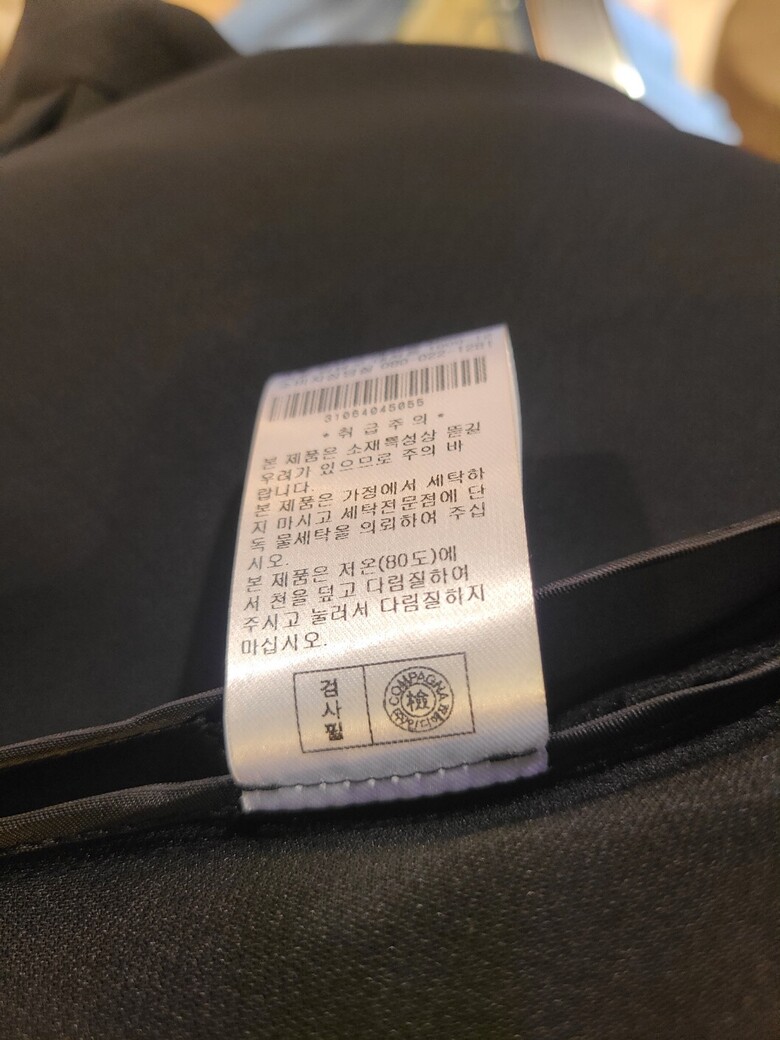 080-022-1281
31064045055
* 취 급 주 의 *
본 제품은 소재특성상 뜯길
우려가 있으므로 주의 바
랍니다.
본 제품은 가정에서 세탁하
지 마시고 세탁전문점에 단
독 물세탁을 의뢰하여 주십
시오.
본 제품은 저온(80도)에
서 천을 덮고 다림질하여
주시고 눌러서 다림질하지
마십시오.
검사필
COMPAGNA
檢